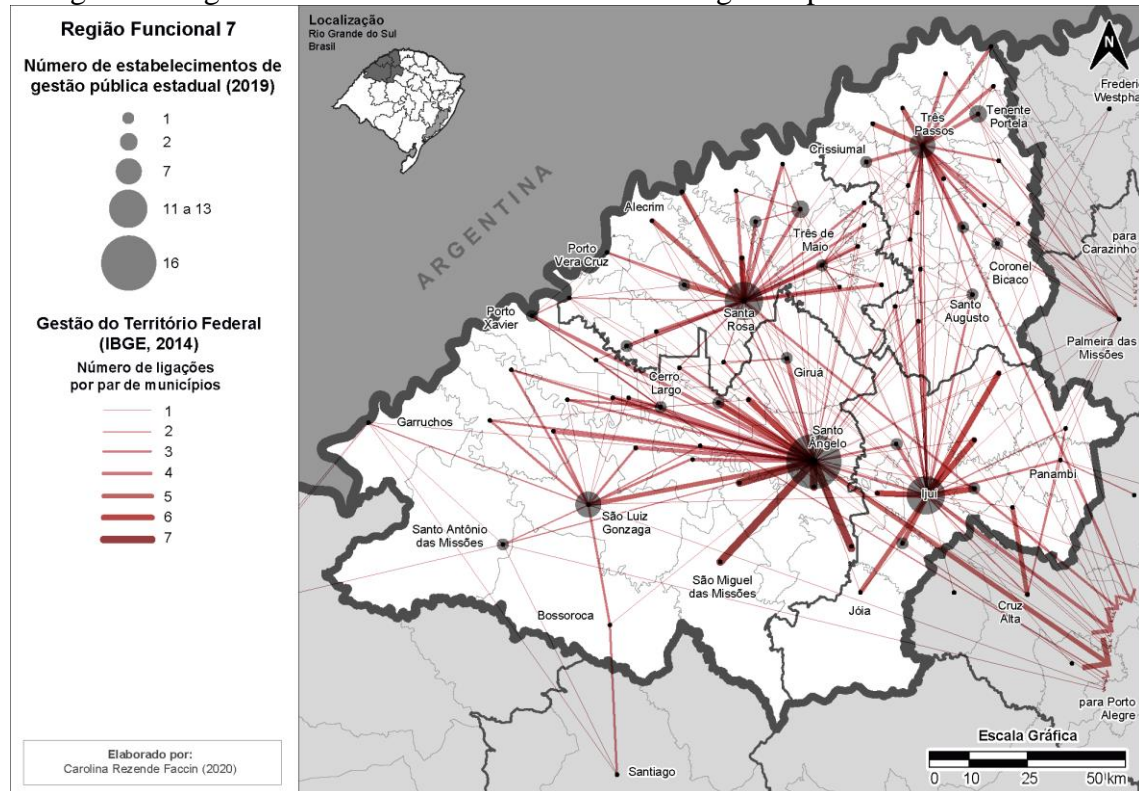 Região Funcional 7
Número de estabelecimentos de
gestão pública estadual (2019)
1
2
7
11 a 13
16
Gestão do Território Federal
(IBGE, 2014)
Número de ligações
por par de municípios
1
2
3
4
5
6
7
Elaborado por:
Carolina Rezende Faccin (2020)
Localização
Rio Grande do Sul
Brasil
N
ARGENTINA
Frederic
Westpha
Tenente
Portela
Três
Passos
Crissiumal
Alecrim
Três de
Maio
Porto
Vera Cruz
para
Carazinho
Coronel
Bicaco
Santo
Augusto
Santa
Rosa
Porto
Xavier
Palmeira das
Missões
Cerro
Largo
Giruá
Garruchos
Santo
Ângelo
Panambi
Ijuí
São Luiz
Gonzaga
Santo Antônio
das Missões
São Miguel
das Missões
Jóia
Cruz
Alta
Bossoroca
para Porto
Alegre
Santiago
Escala Gráfica
0 10 25 50 km